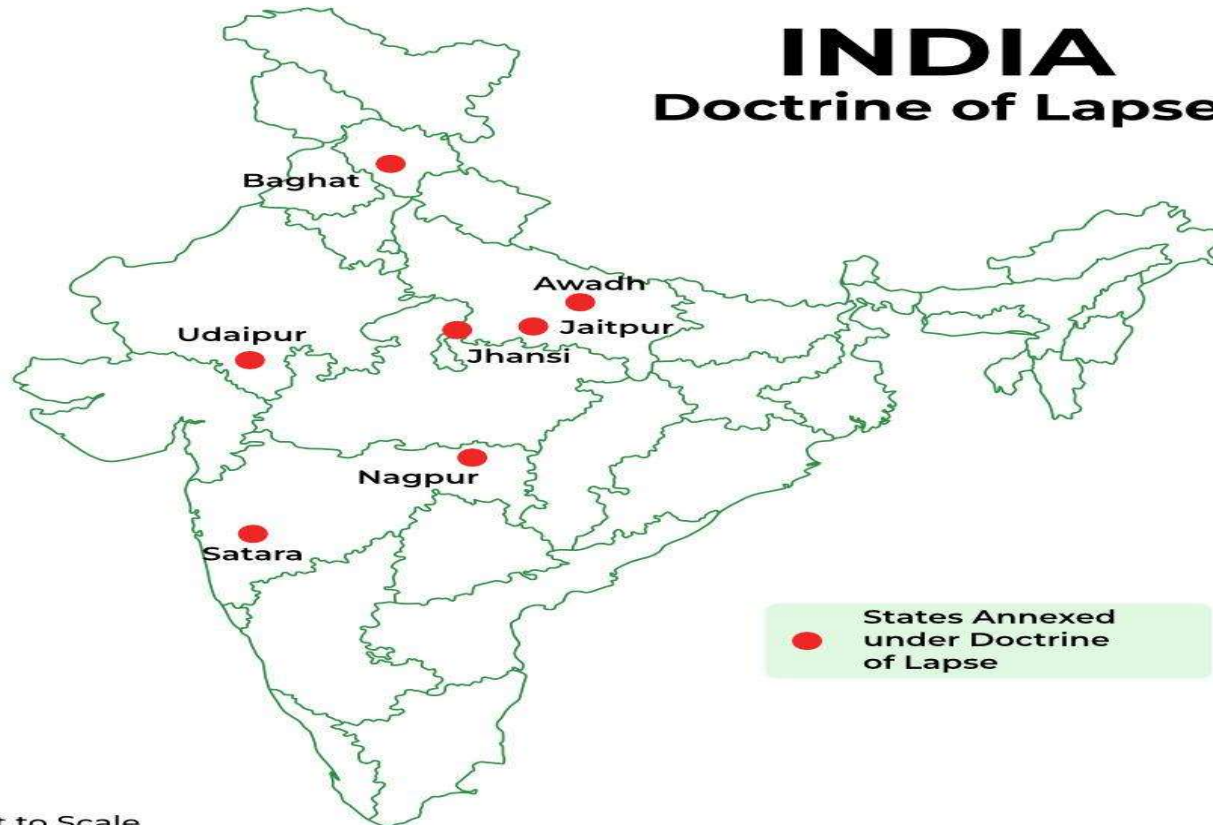 INDIA
Doctrine of Lapse
Baghat
Awadh
Udaipur
Jaitpur
Jhansi
Nagpur
Satara
States Annexed
under Doctrine
of Lapse
to Scale